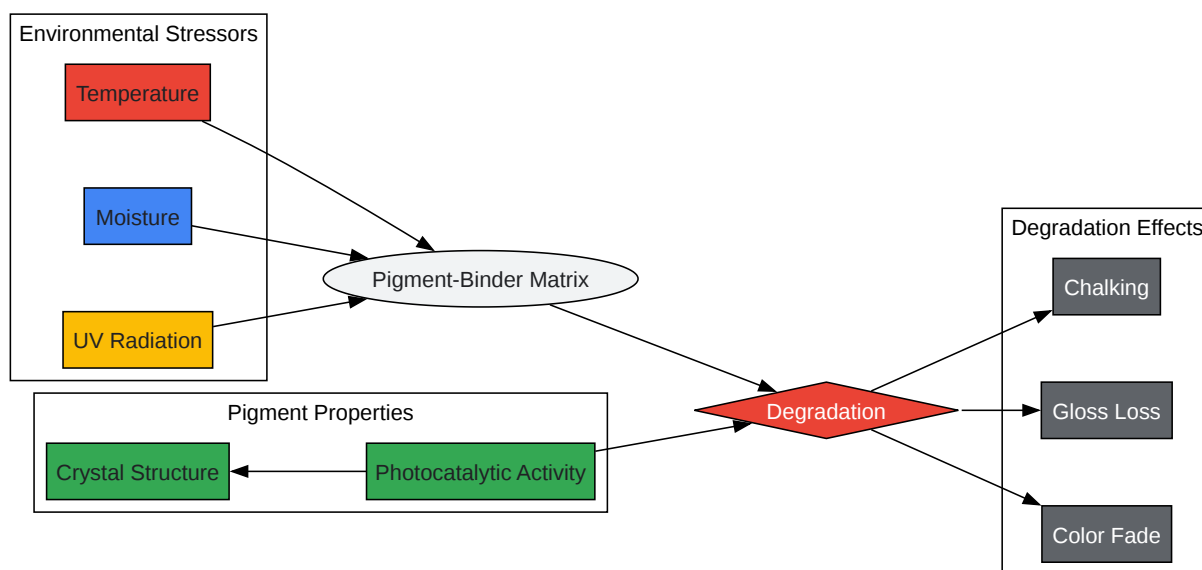 Environmental Stressors
Temperature
Moisture
UV Radiation
Pigment-Binder Matrix
Pigment Properties
Crystal Structure
Photocatalytic Activity
Degradation
Degradation Effects
Chalking
Gloss Loss
Color Fade